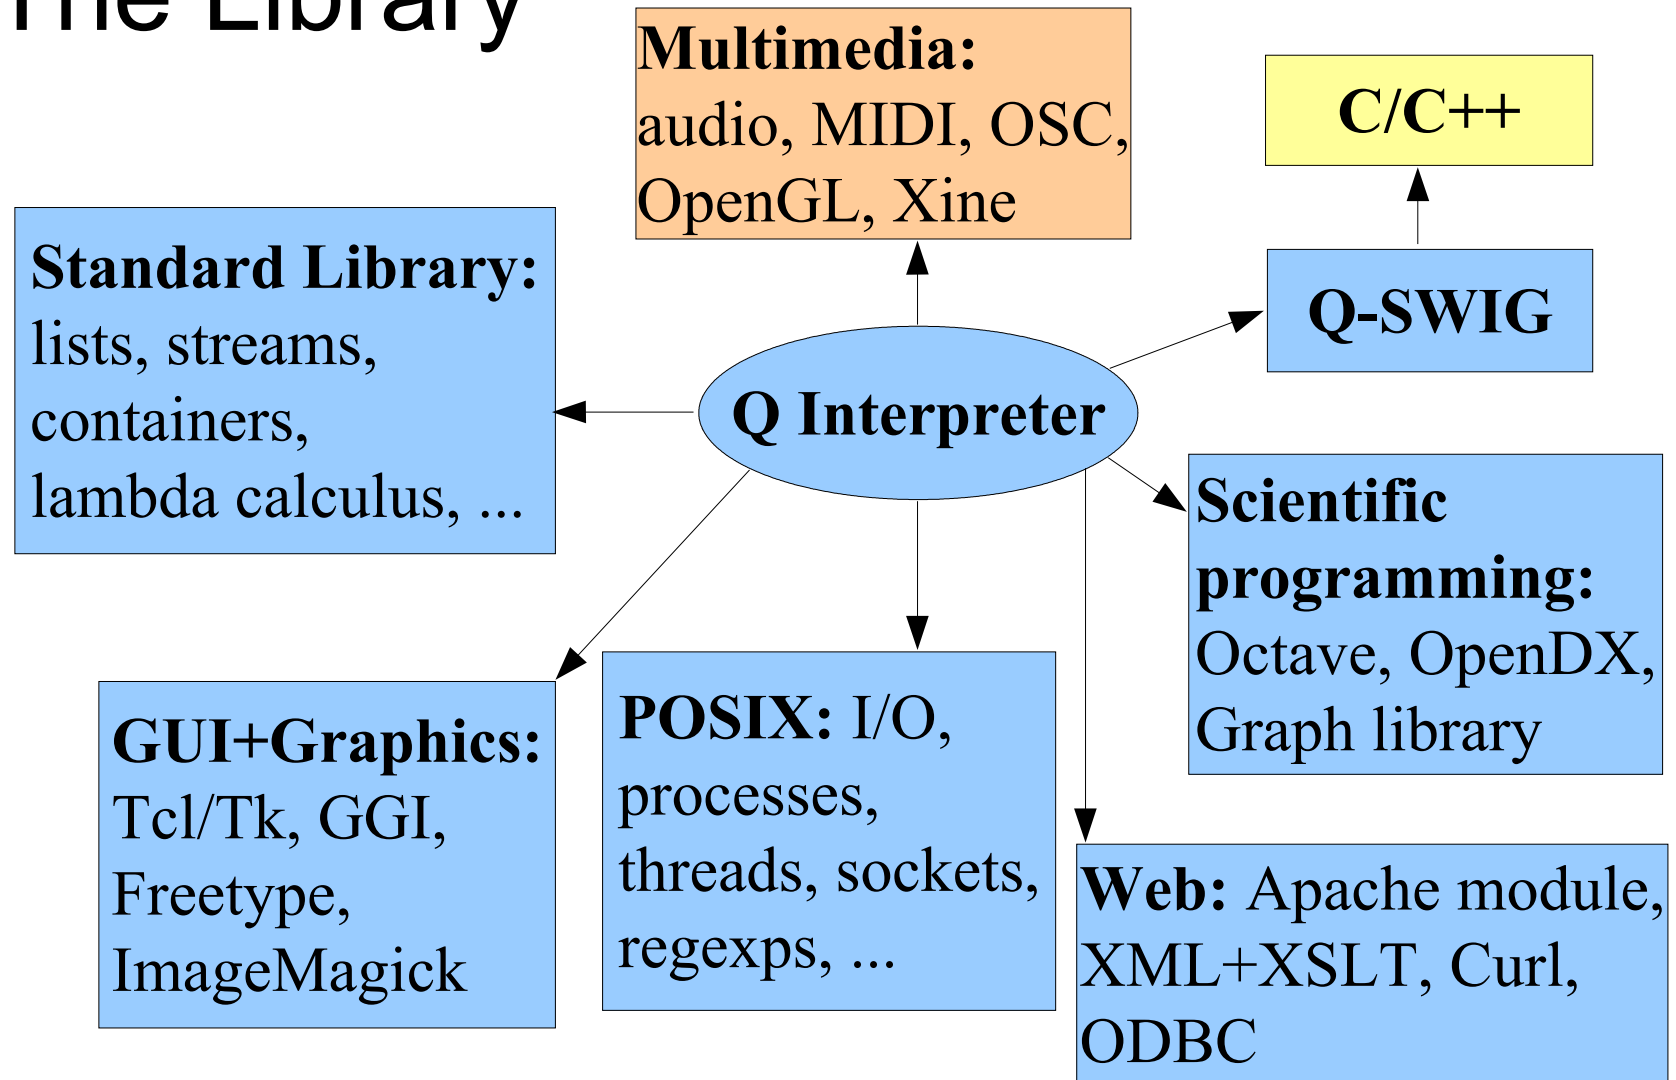 The Library
Multimedia:
audio, MIDI, OSC,
OpenGL, Xine
C/C++
Standard Library:
lists, streams,
containers,
lambda calculus, ...
Q-SWIG
Q Interpreter
Scientific
programming:
Octave, OpenDX,
Graph library
GUI+Graphics:
Tcl/Tk, GGI,
Freetype,
ImageMagick
POSIX: I/O,
processes,
threads, sockets,
regexps, ...
Web: Apache module,
XML+XSLT, Curl,
ODBC